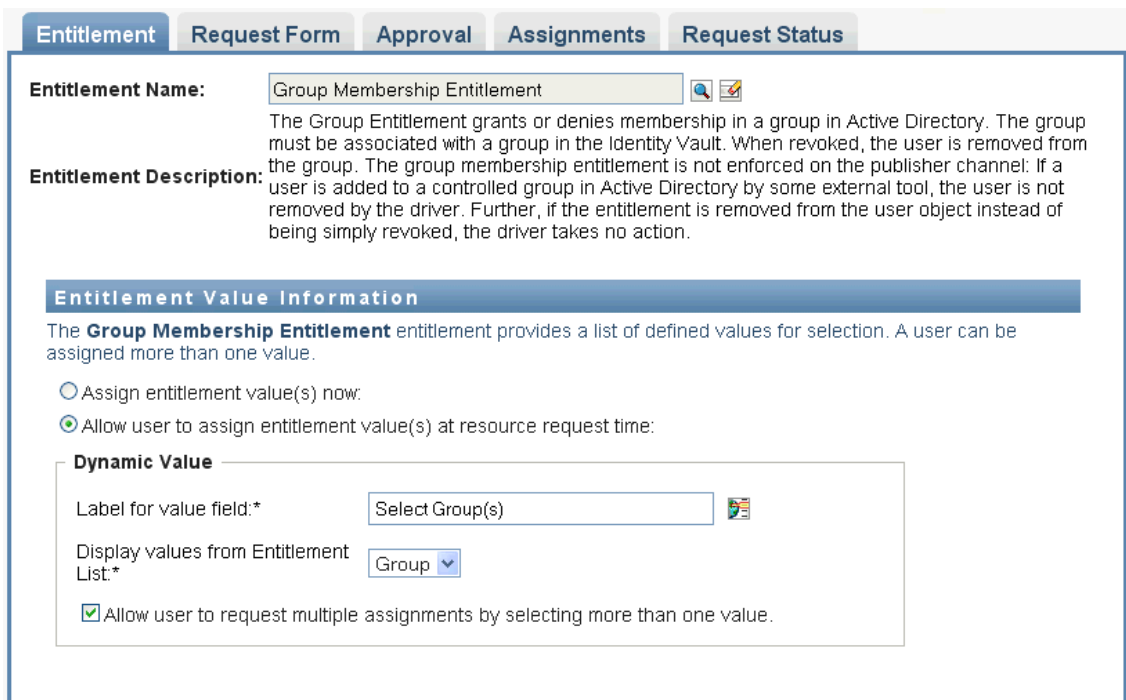 Entitlement Request Form Approval Assignments Request Status
Entitlement Name: Group Membership Entitlement
Entitlement Description:
The Group Entitlement grants or denies membership in a group in Active Directory. The group
must be associated with a group in the Identity Vault. When revoked, the user is removed from
the group. The group membership entitlement is not enforced on the publisher channel: If a
user is added to a controlled group in Active Directory by some external tool, the user is not
removed by the driver. Further, if the entitlement is removed from the user object instead of
being simply revoked, the driver takes no action.
Entitlement Value Information
The Group Membership Entitlement entitlement provides a list of defined values for selection. A user can be
assigned more than one value.
Assign entitlement value(s) now:
Allow user to assign entitlement value(s) at resource request time:
Dynamic Value
Label for value field:* Select Group(s)
Display values from Entitlement
List:* Group
Allow user to request multiple assignments by selecting more than one value.